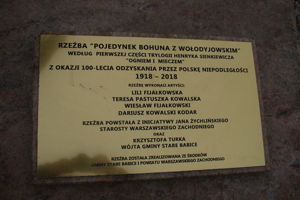 RZEŹBA "POJEDYNEK BOHUNA Z WOŁODYJOWSKIM"
WEDŁUG PIERWSZEJ CZĘŚCI TRYLOGII HENRYKA SIENKIEWICZA
"OGNIEM I MIECZEM"
Z OKAZJI 100-LECIA ODZYSKANIA PRZEZ POLSKĘ NIEPODLEGŁOŚCI
1918 - 2018
RZEŹBĘ WYKONALI ARTYŚCI:
LILI FIJAŁKOWSKA
TERESA PASTUSZKA KOWALSKA
WIESŁAW FIJAŁKOWSKI
DARIUSZ KOWALSKI KODAR
RZEŹBA POWSTAŁA Z INICJATYWY JANA ŻYCHLIŃSKIEGO
STAROSTY WARSZAWSKIEGO ZACHODNIEGO
ORAZ
KRZYSZTOFA TURKA
WÓJTA GMINY STARE BABICE
RZEŹBA ZOSTAŁA ZREALIZOWANA ZE ŚRODKÓW
GMINY STARE BABICE I POWIATU WARSZAWSKIEGO ZACHODNIEGO